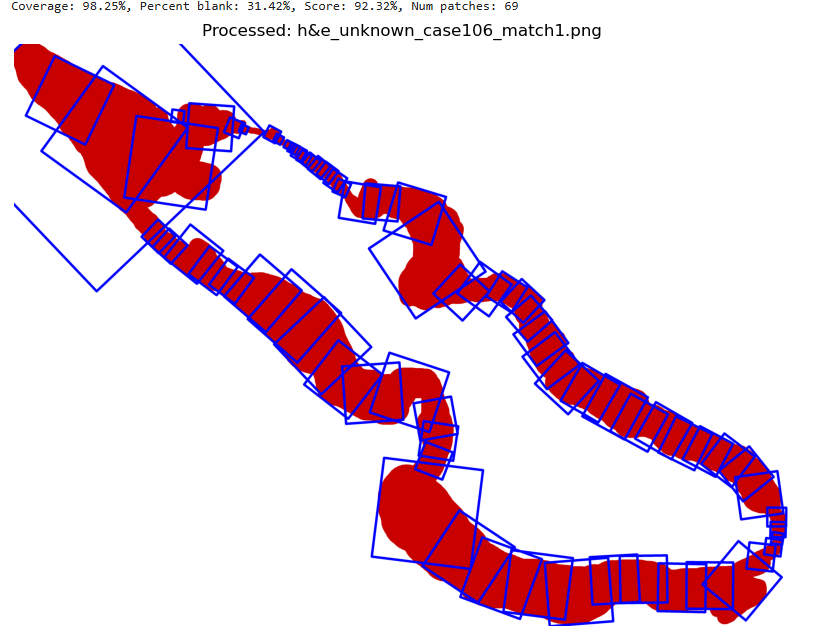 Coverage: 98.25%, Percent blank: 31.42%, Score: 92.32%, Num patches: 69
Processed: h&e_unknown_case106_match1.png